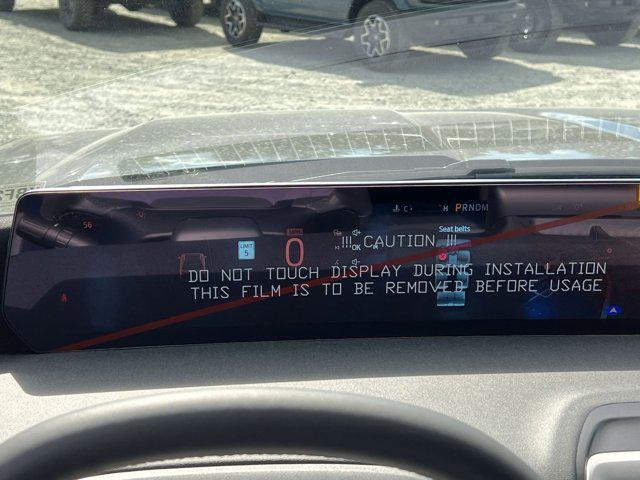 PRNDM
C
H
56
LIMIT
5
0
OK
Seat belts
!!! CAUTION !!!
DO NOT TOUCH DISPLAY DURING INSTALLATION
THIS FILM IS TO BE REMOVED BEFORE USAGE